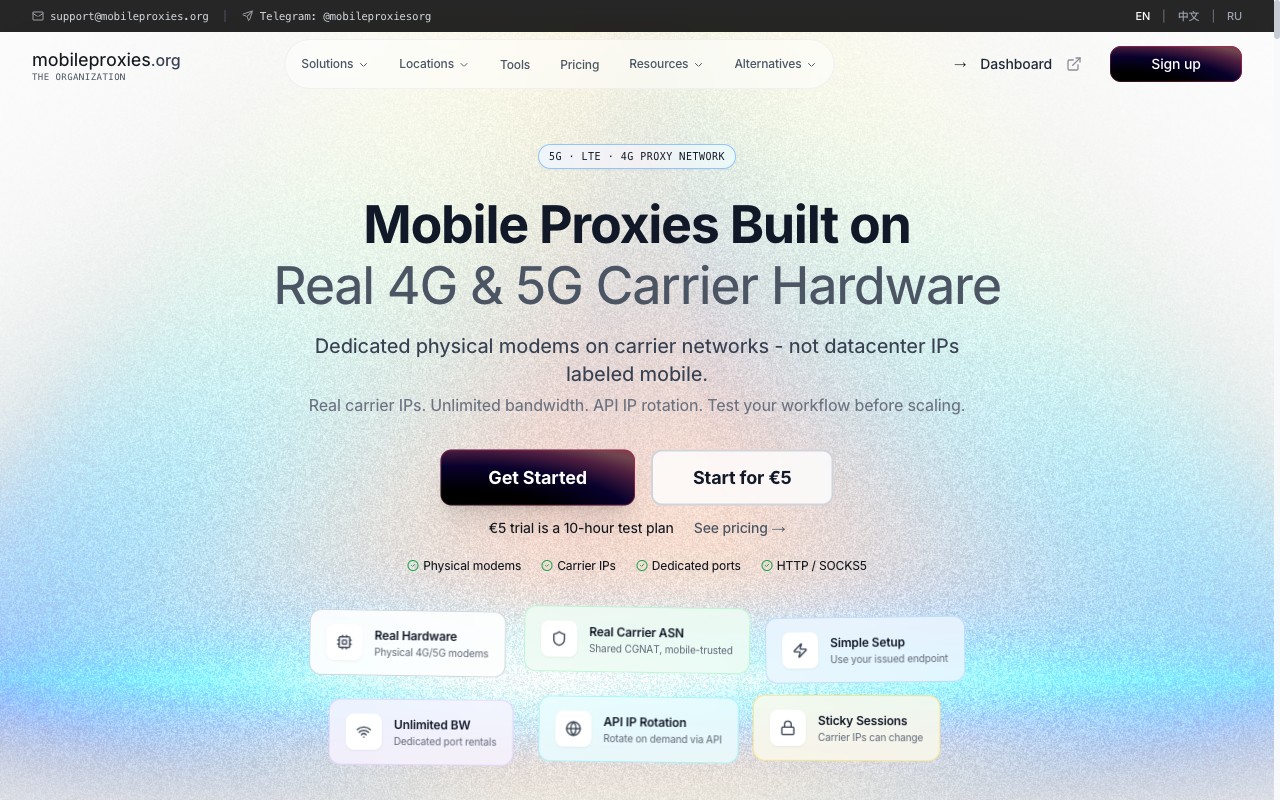 support@mobileproxies.org | Telegram: @mobileproxiesorg EN | 中文 | RU
mobileproxies.org
THE ORGANIZATION
Solutions Locations Tools Pricing Resources Alternatives → Dashboard Sign up
5G · LTE · 4G PROXY NETWORK
Mobile Proxies Built on
Real 4G & 5G Carrier Hardware
Dedicated physical modems on carrier networks - not datacenter IPs
labeled mobile.
Real carrier IPs. Unlimited bandwidth. API IP rotation. Test your workflow before scaling.
Get Started Start for €5
€5 trial is a 10-hour test plan See pricing →
Physical modems Carrier IPs Dedicated ports HTTP / SOCKS5
Real Hardware
Physical 4G/5G modems
Real Carrier ASN
Shared CGNAT, mobile-trusted
Simple Setup
Use your issued endpoint
Unlimited BW
Dedicated port rentals
API IP Rotation
Rotate on demand via API
Sticky Sessions
Carrier IPs can change